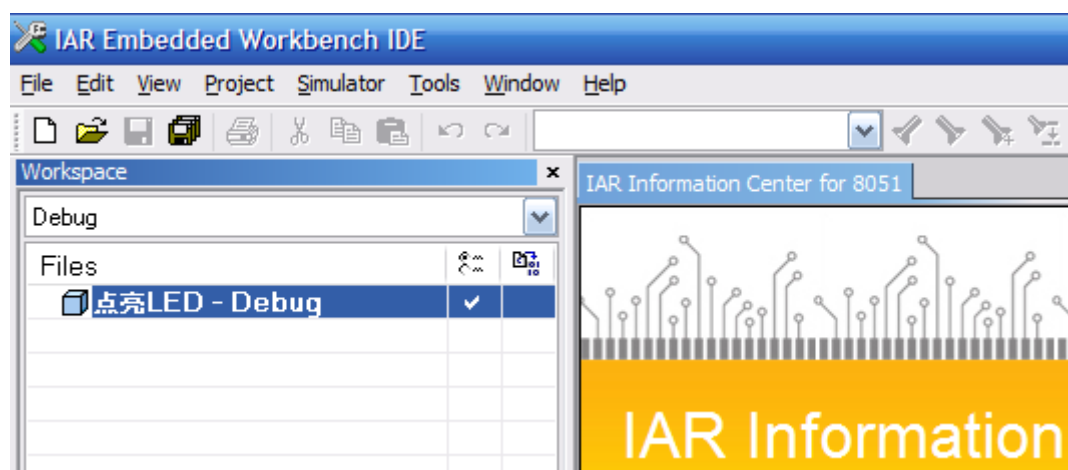 IAR Embedded Workbench IDE
File Edit View Project Simulator Tools Window Help
Workspace
IAR Information Center for 8051
Debug
Files
点亮LED - Debug
IAR Information